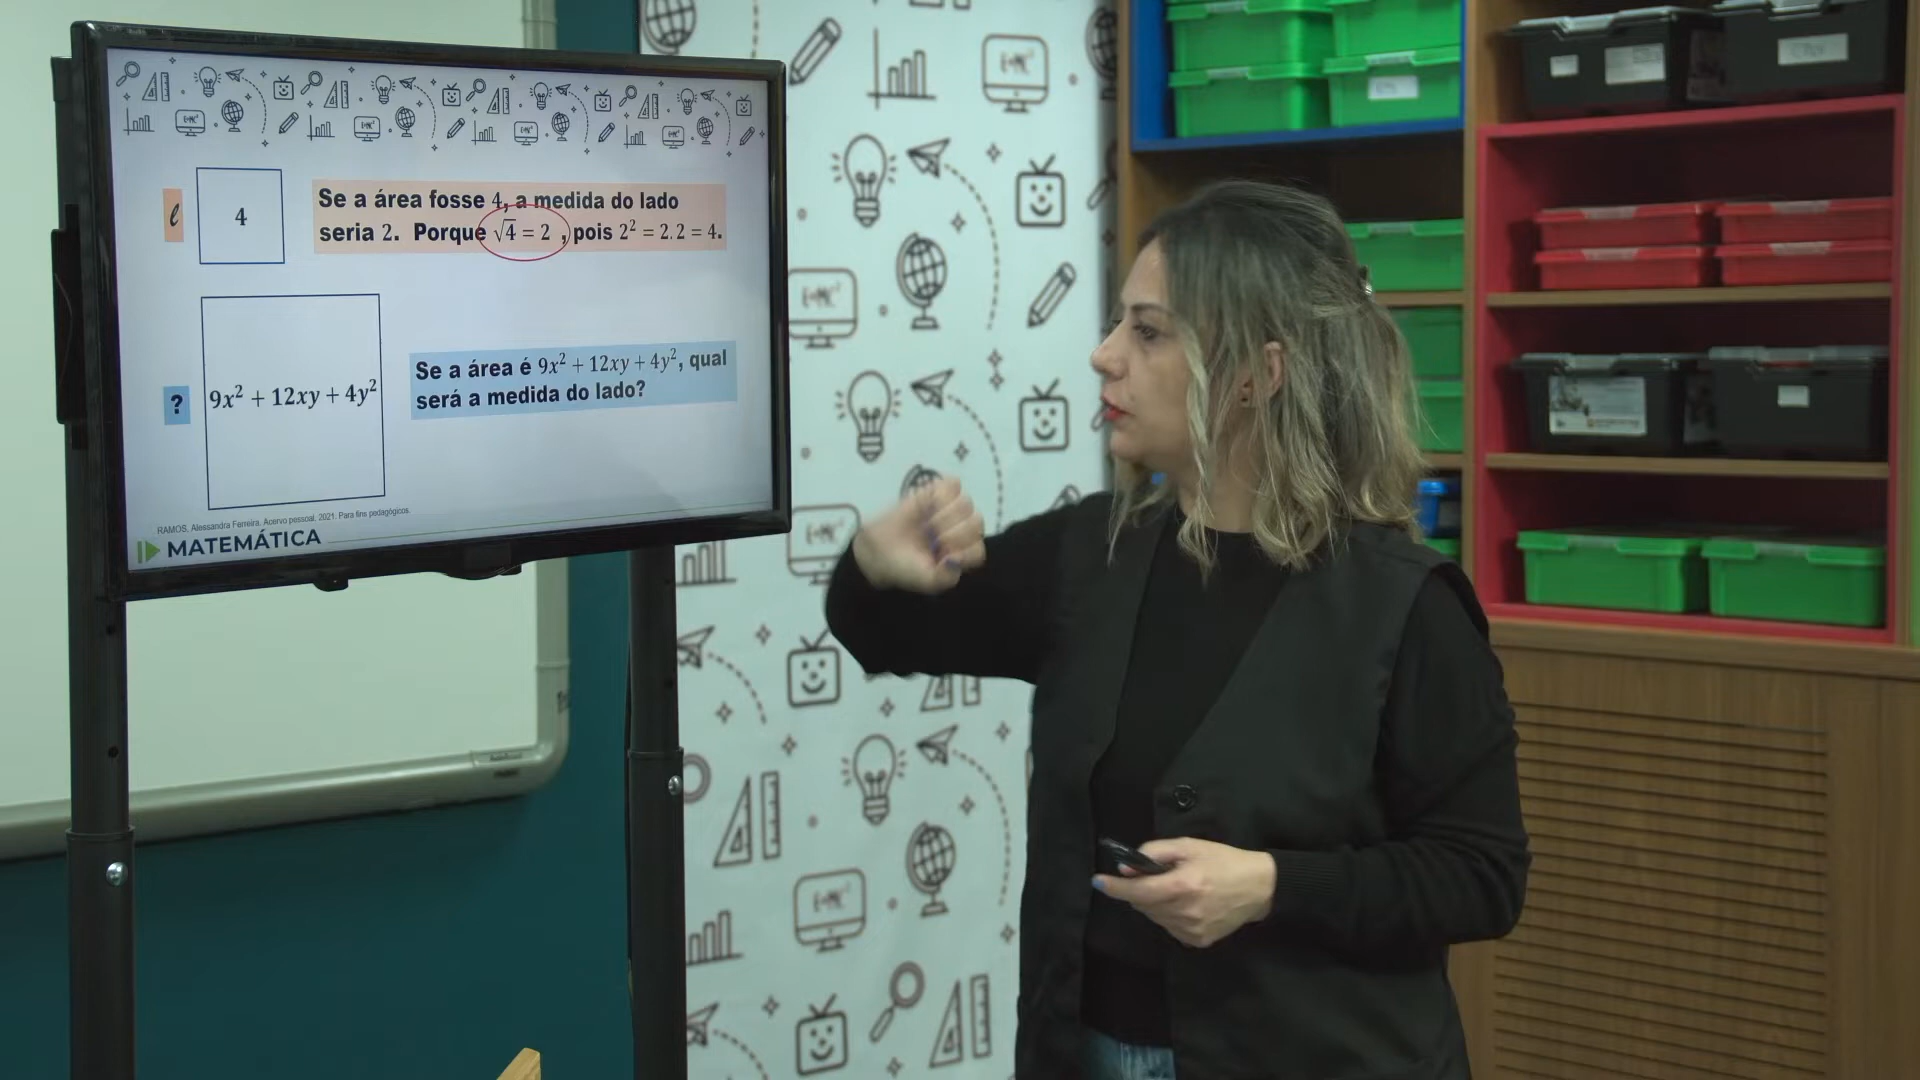 ℓ
4
Se a área fosse 4, a medida do lado
seria 2. Porque √4 = 2 , pois 2² = 2.2 = 4.
?
9x² + 12xy + 4y²
Se a área é 9x² + 12xy + 4y², qual
será a medida do lado?
RAMOS, Alessandra Ferreira. Acervo pessoal, 2021. Para fins pedagógicos.
MATEMÁTICA